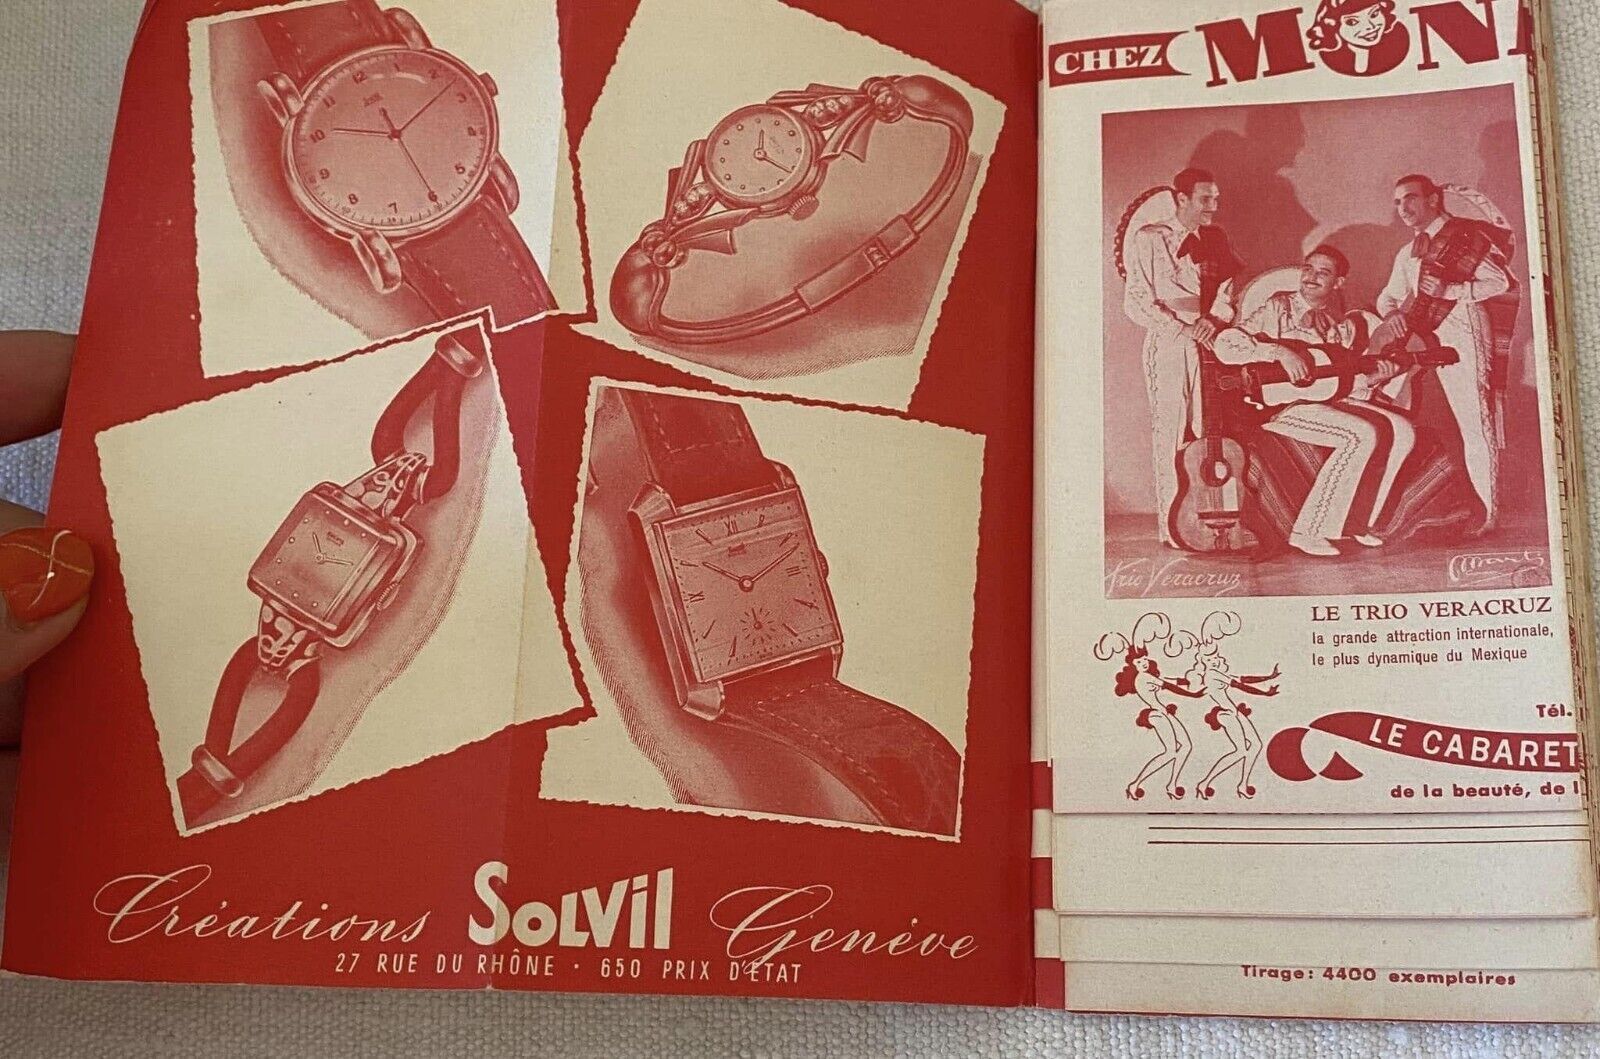 Créations SOLVIL Genève
27 RUE DU RHÔNE · 650 PRIX D'ÉTAT
CHEZ MON
Trio Veracruz
LE TRIO VERACRUZ
la grande attraction internationale,
le plus dynamique du Mexique
Tél.
LE CABARET
de la beauté, de l
Tirage: 4400 exemplaires